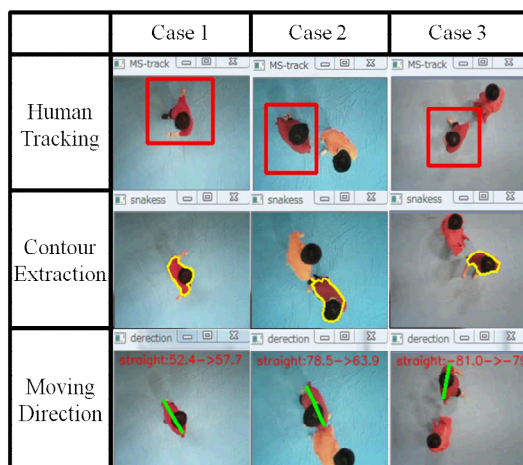 Case 1 Case 2 Case 3
Human Tracking
MS-track MS-track MS-track
Contour Extraction
snakess snakess snakess
Moving Direction
derection derection derection
straight:52.4->57.7 straight:78.5->63.9 straight:-81.0->-79